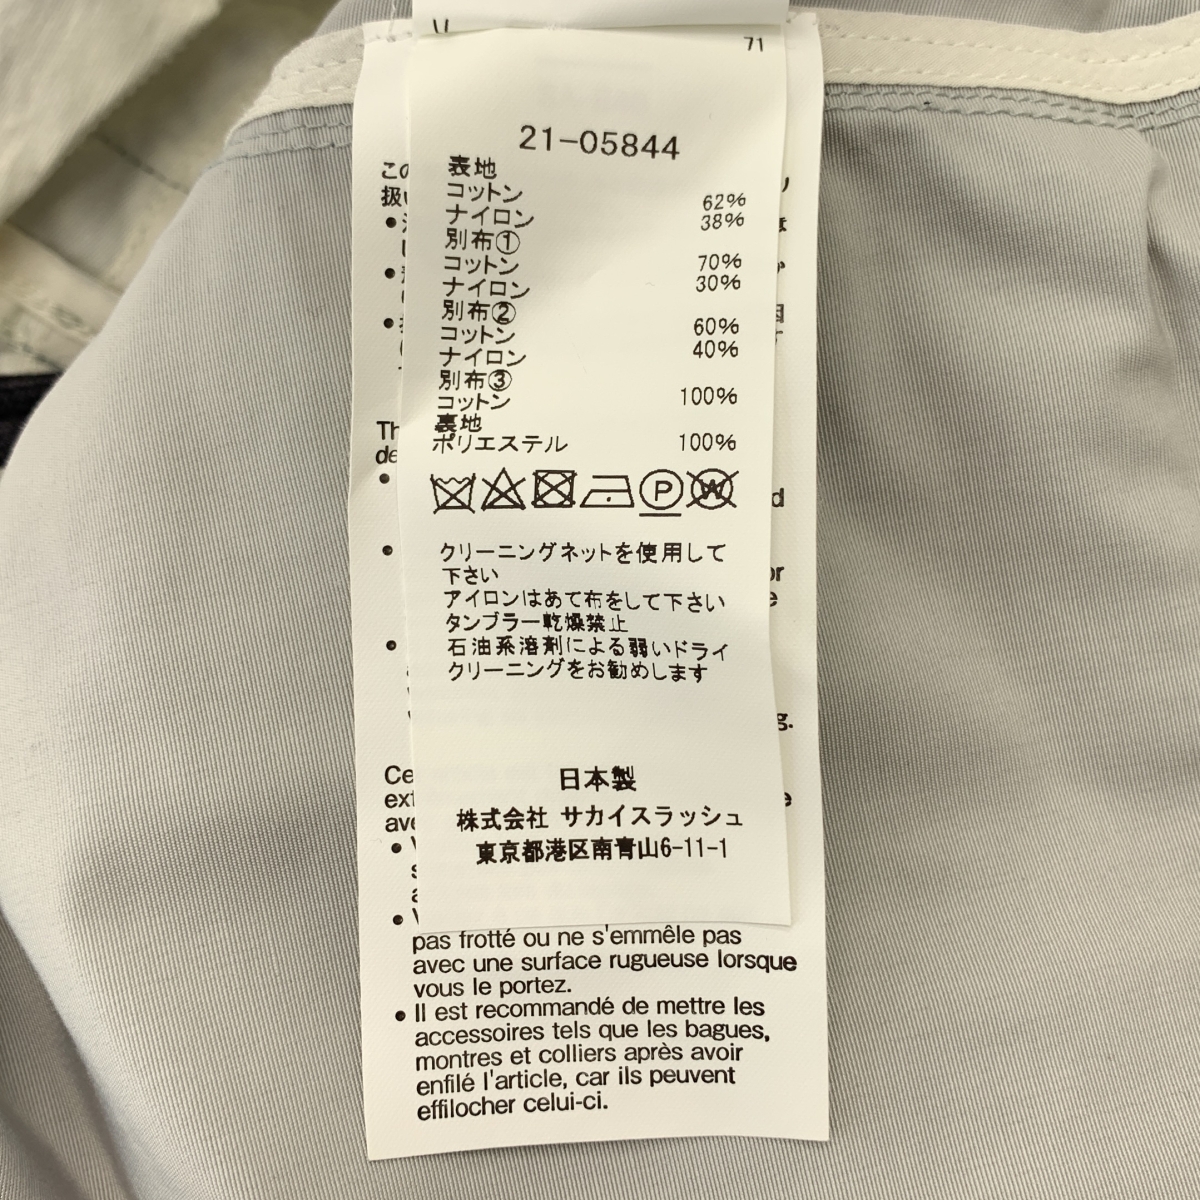 71
21-05844
表地
コットン 62%
ナイロン 38%
別布①
コットン 70%
ナイロン 30%
別布②
コットン 60%
ナイロン 40%
別布③
コットン 100%
裏地
ポリエステル 100%
P W
クリーニングネットを使用して
下さい
アイロンはあて布をして下さい
タンブラー乾燥禁止
石油系溶剤による弱いドライ
クリーニングをお勧めします
日本製
株式会社 サカイスラッシュ
東京都港区南青山6-11-1
pas frotté ou ne s'emmêle pas
avec une surface rugueuse lorsque
vous le portez.
• Il est recommandé de mettre les
accessoires tels que les bagues,
montres et colliers après avoir
enfilé l'article, car ils peuvent
effilocher celui-ci.